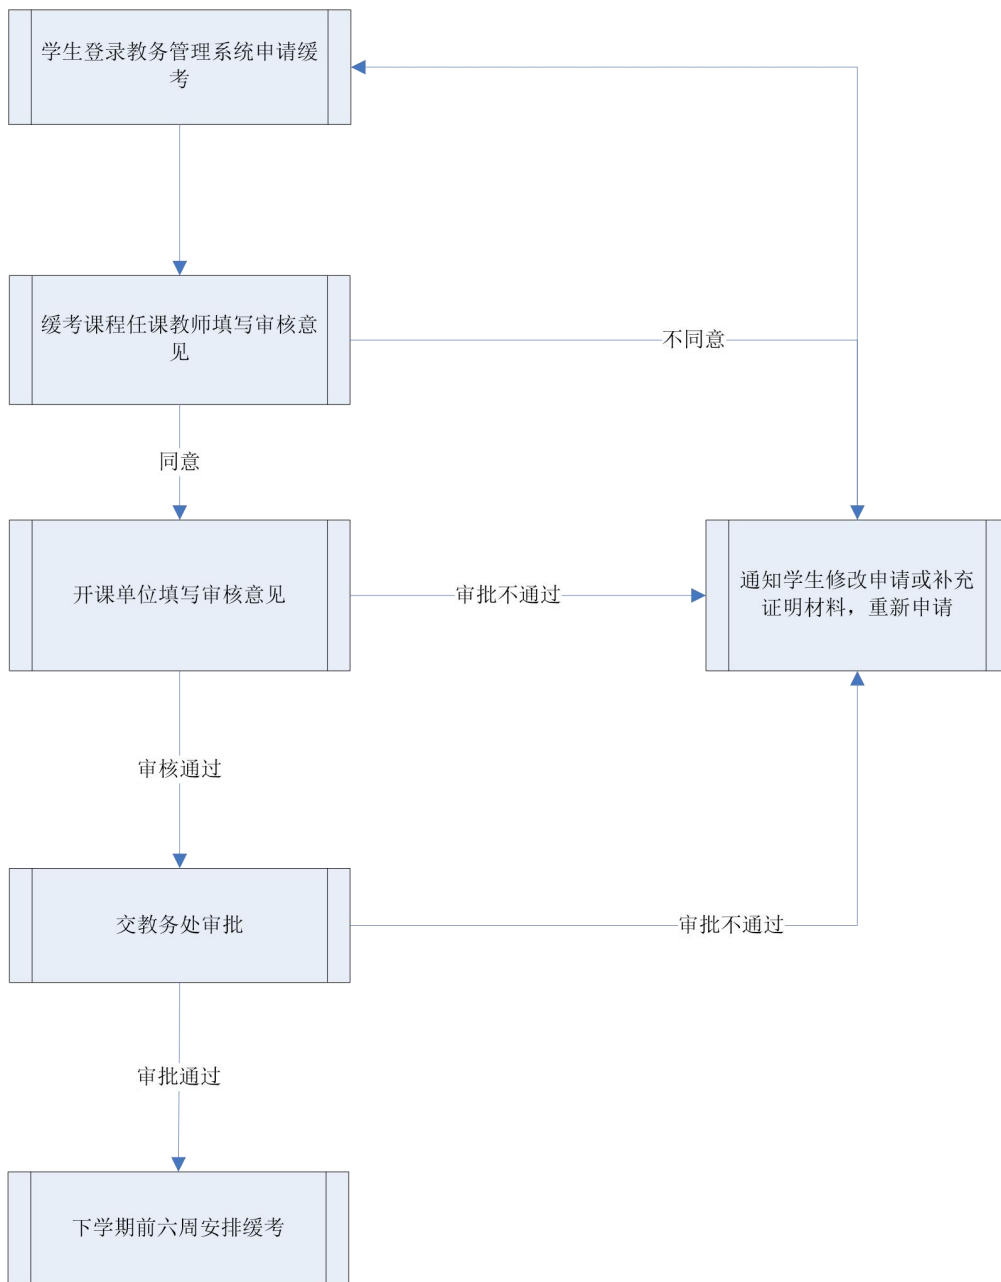 学生登录教务管理系统申请缓
考
缓考课程任课教师填写审核意
见
不同意
同意
开课单位填写审核意见
审批不通过
通知学生修改申请或补充
证明材料，重新申请
审核通过
交教务处审批
审批不通过
审批通过
下学期前六周安排缓考